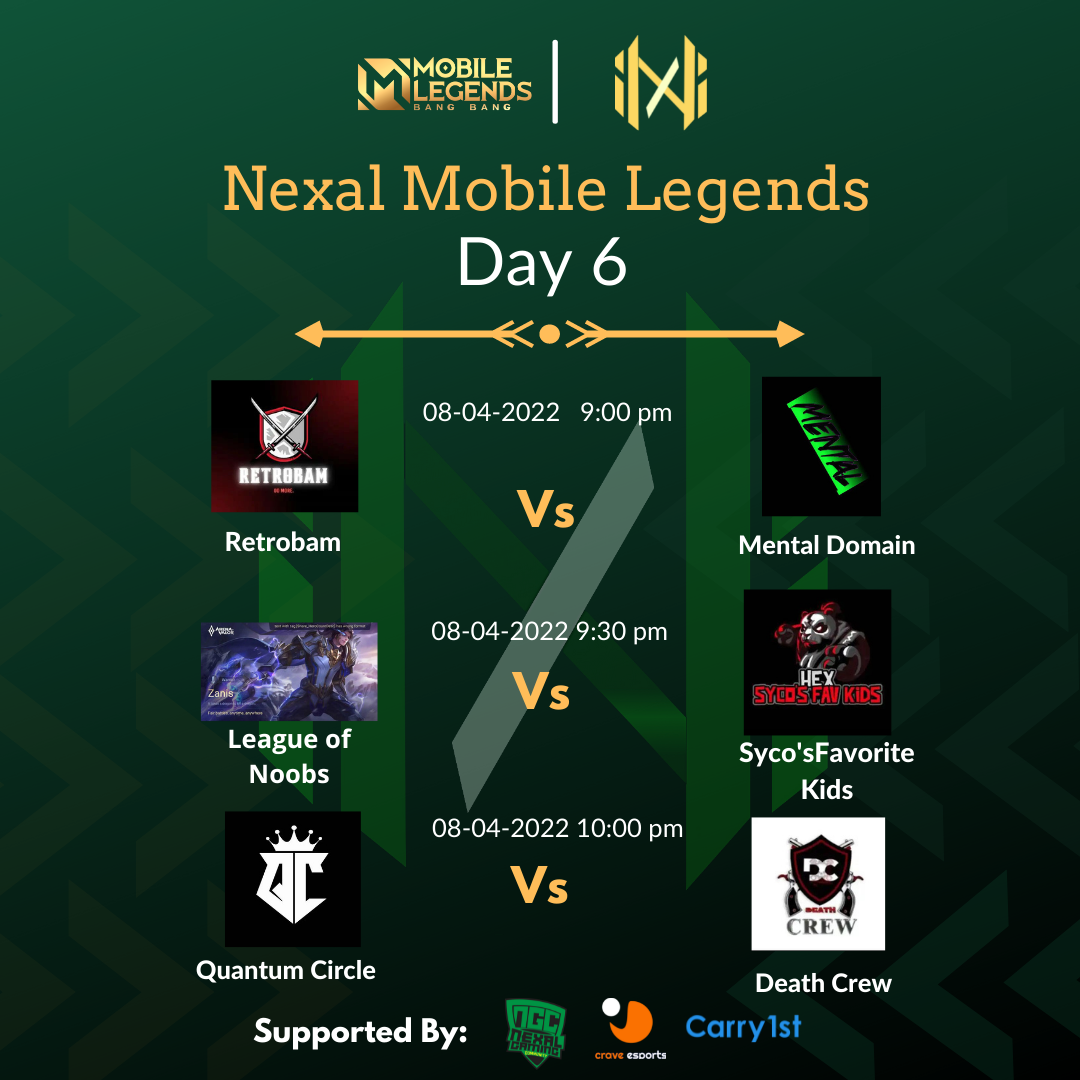 MOBILE
LEGENDS
BANG BANG
Nexal Mobile Legends
Day 6
08-04-2022 9:00 pm
RETROBAM
MENTAL
Vs
Retrobam
Mental Domain
08-04-2022 9:30 pm
Zanis
Vs
HEX
SYCO'S FAV KIDS
League of
Noobs
Syco'sFavorite
Kids
08-04-2022 10:00 pm
QC
Vs
DC
DEATH
CREW
Quantum Circle
Death Crew
Supported By:
NGC
NEXAL
GAMING
crave esports
Carry1st